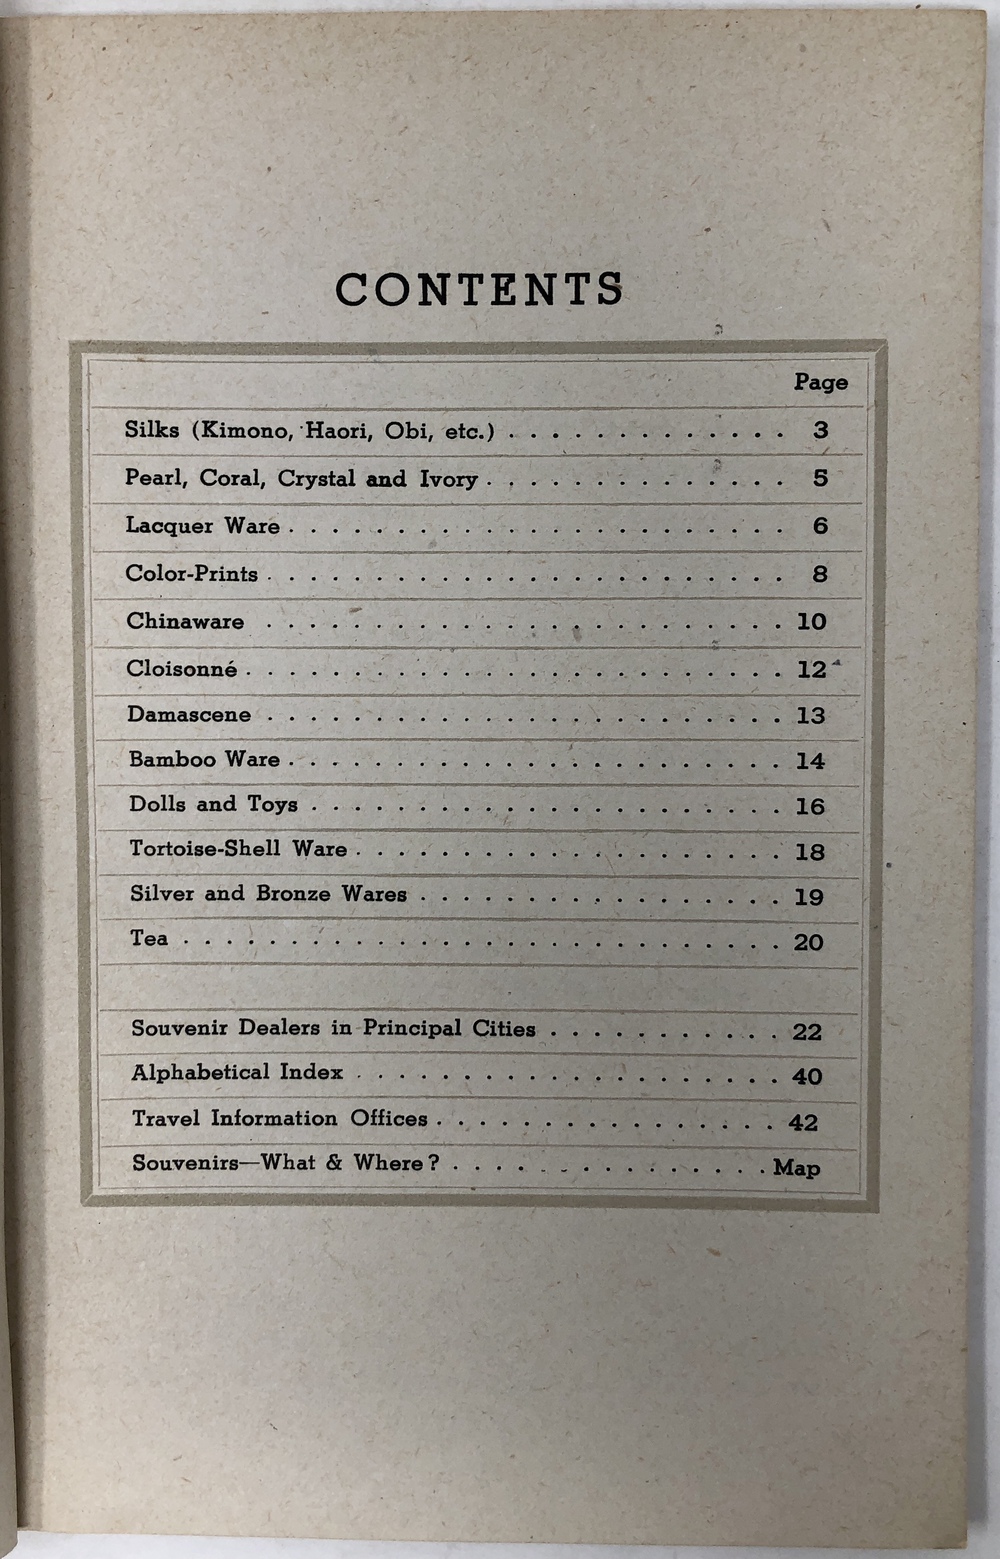 CONTENTS
Page
Silks (Kimono, Haori, Obi, etc.) . . . . . . . . . . . . . 3
Pearl, Coral, Crystal and Ivory . . . . . . . . . . . . . . 5
Lacquer Ware . . . . . . . . . . . . . . . . . . . . . . . 6
Color-Prints . . . . . . . . . . . . . . . . . . . . . . . . 8
Chinaware . . . . . . . . . . . . . . . . . . . . . . . . 10
Cloisonné . . . . . . . . . . . . . . . . . . . . . . . . . 12
Damascene . . . . . . . . . . . . . . . . . . . . . . . . 13
Bamboo Ware . . . . . . . . . . . . . . . . . . . . . . . 14
Dolls and Toys . . . . . . . . . . . . . . . . . . . . . . 16
Tortoise-Shell Ware . . . . . . . . . . . . . . . . . . . . 18
Silver and Bronze Wares . . . . . . . . . . . . . . . . . 19
Tea . . . . . . . . . . . . . . . . . . . . . . . . . . . . 20
Souvenir Dealers in Principal Cities . . . . . . . . . . . 22
Alphabetical Index . . . . . . . . . . . . . . . . . . . . 40
Travel Information Offices . . . . . . . . . . . . . . . . 42
Souvenirs—What & Where? . . . . . . . . . . . . . . . Map